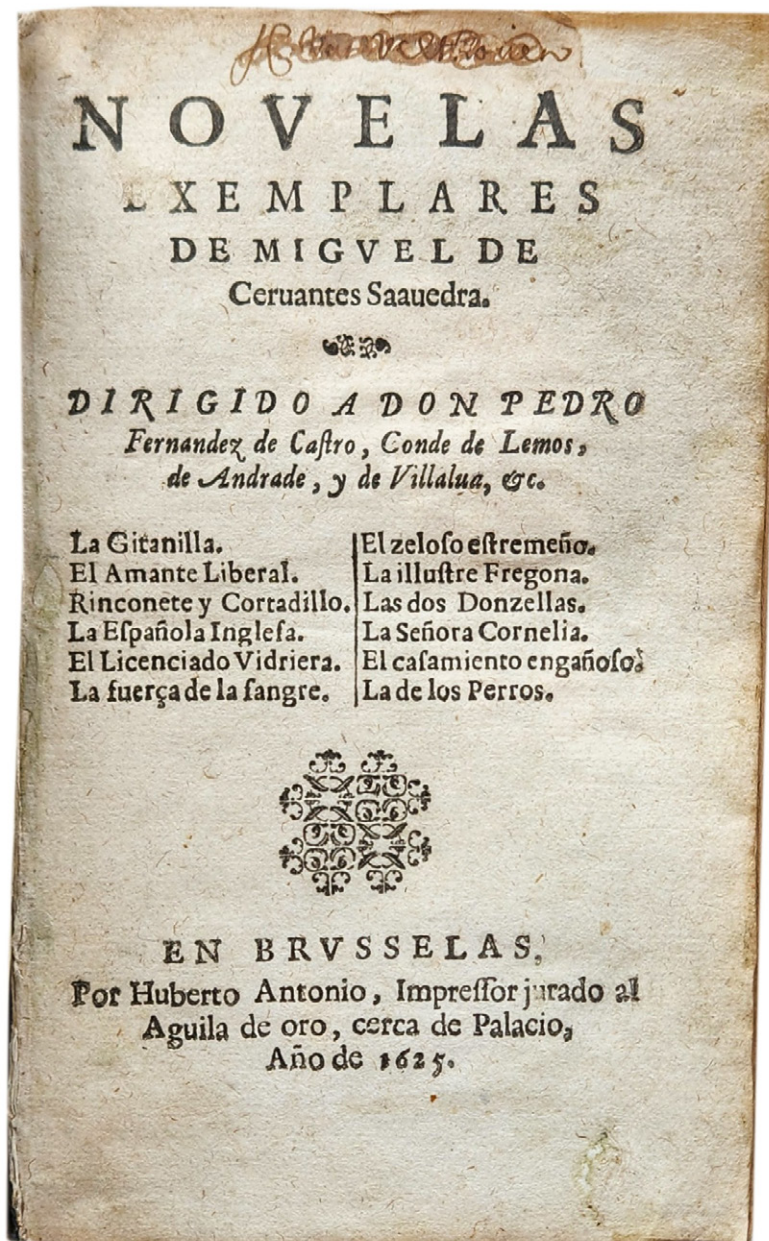 NOVELAS
EXEMPLARES
DE MIGVEL DE
Ceruantes Saauedra.
DIRIGIDO A DON PEDRO
Fernandez de Caſtro, Conde de Lemos,
de Andrade, y de Villalua, &c.
La Gitanilla.
El Amante Liberal.
Rinconete y Cortadillo.
La Eſpañola Ingleſa.
El Licenciado Vidriera.
La fuerça de la ſangre.
El zeloſo eſtremeño.
La illuſtre Fregona.
Las dos Donzellas.
La Señora Cornelia.
El caſamiento engañoſo.
La de los Perros.
EN BRVSSELAS,
Por Huberto Antonio, Impreſſor jurado al
Aguila de oro, cerca de Palacio,
Año de 1625.